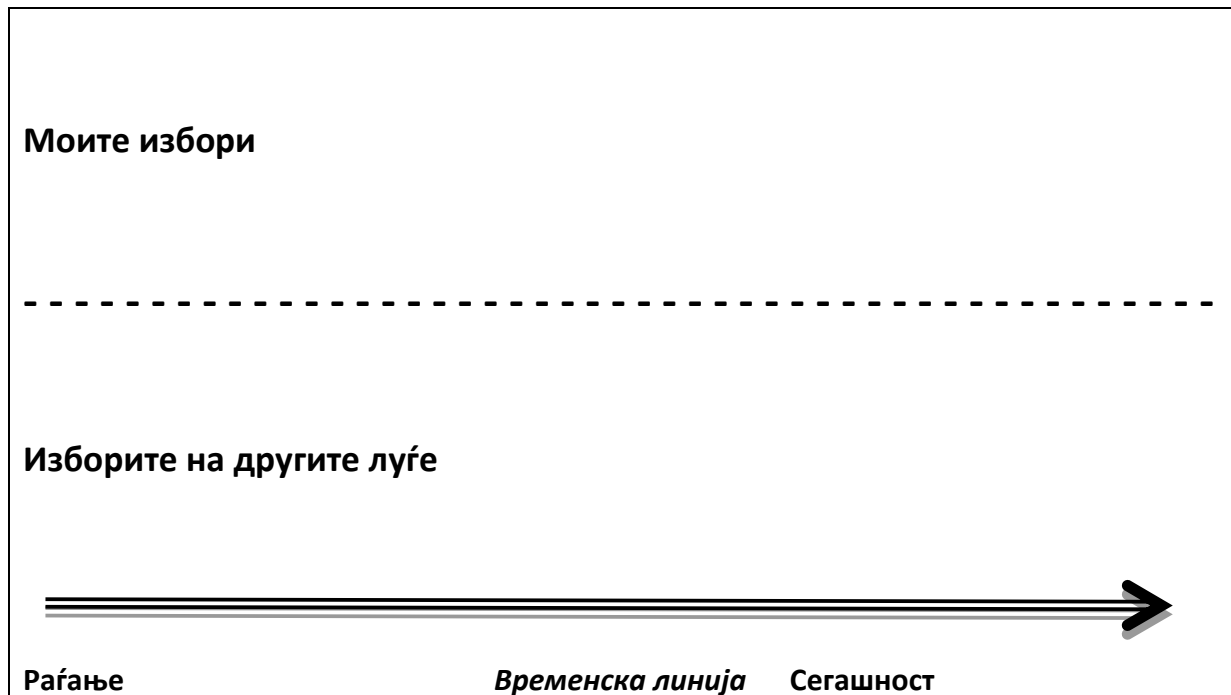 Моите избори
Изборите на другите луѓе
Раѓање Временска линија Сегашност